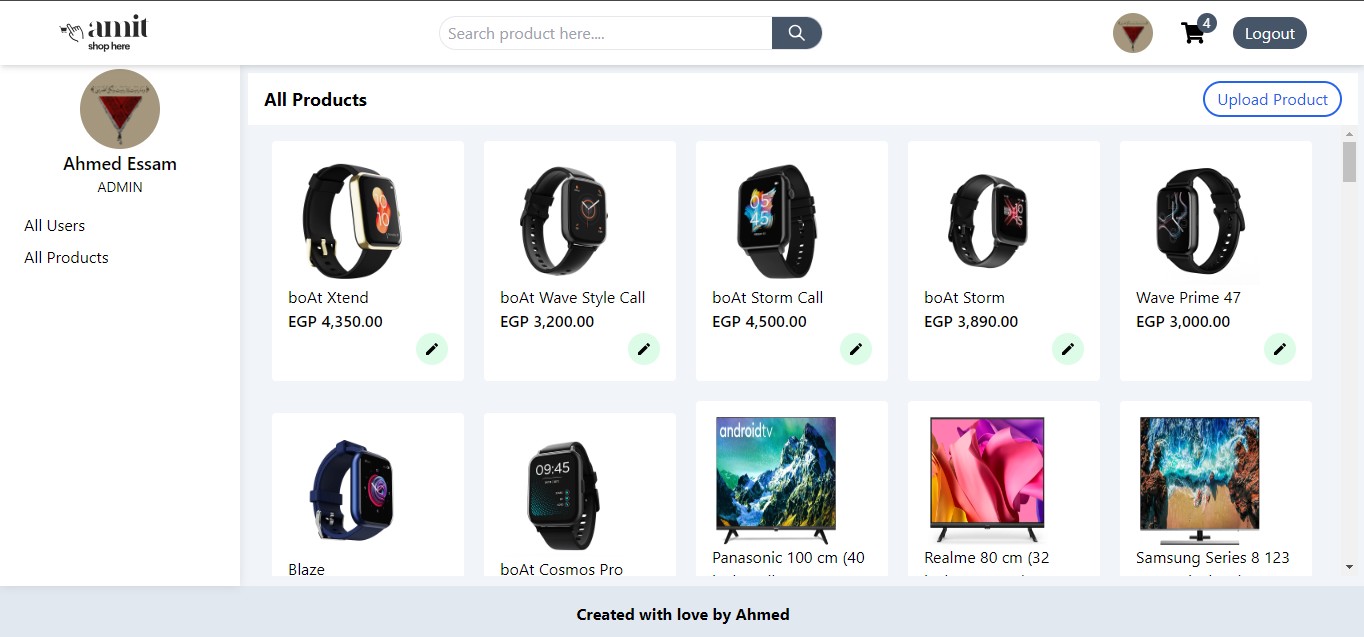 amit
shop here
Search product here....
4
Logout
Ahmed Essam
ADMIN
All Users
All Products
All Products
Upload Product
boAt Xtend
EGP 4,350.00
boAt Wave Style Call
EGP 3,200.00
boAt Storm Call
EGP 4,500.00
boAt Storm
EGP 3,890.00
Wave Prime 47
EGP 3,000.00
09:45
androidtv
Blaze
boAt Cosmos Pro
Panasonic 100 cm (40
Realme 80 cm (32
Samsung Series 8 123
Created with love by Ahmed